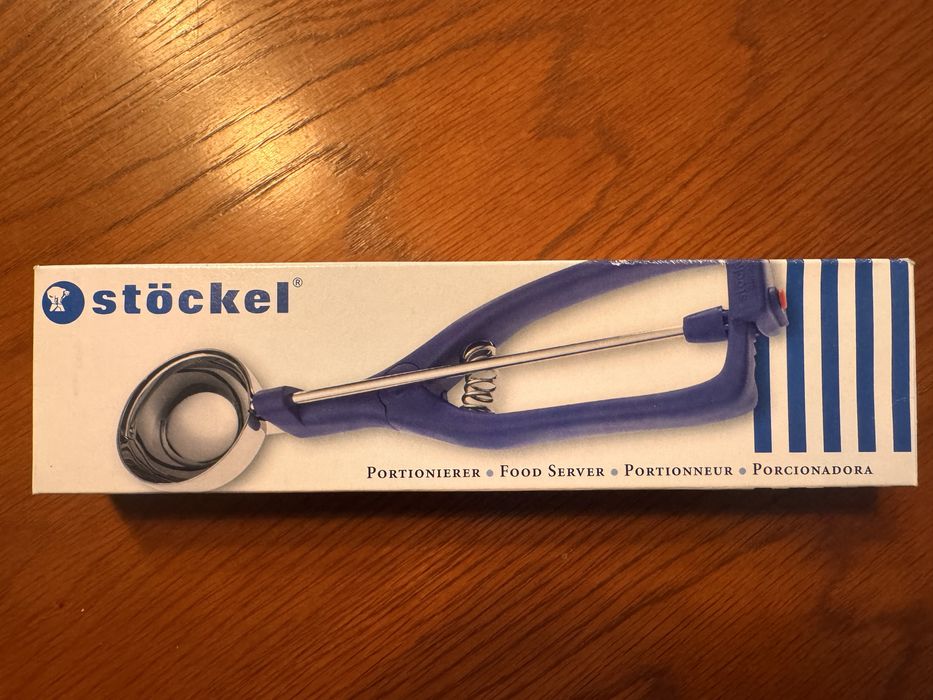 stöckel®
PORTIONIERER • FOOD SERVER • PORTIONNEUR • PORCIONADORA